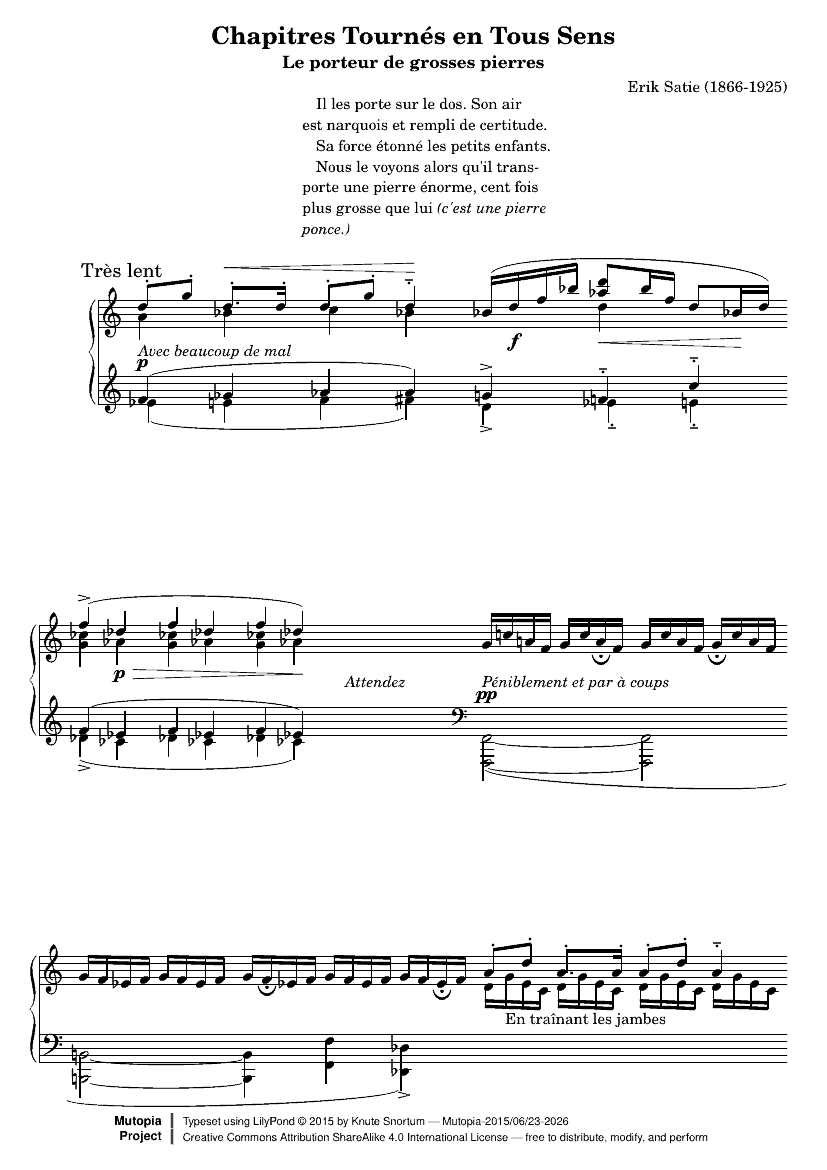 Chapitres Tournés en Tous Sens
Le porteur de grosses pierres
Erik Satie (1866-1925)
Il les porte sur le dos. Son air
est narquois et rempli de certitude.
Sa force étonné les petits enfants.
Nous le voyons alors qu'il trans-
porte une pierre énorme, cent fois
plus grosse que lui (c'est une pierre
ponce.)
Très lent
Avec beaucoup de mal
p
f
p
Attendez
Péniblement et par à coups
pp
En traînant les jambes
Mutopia Project
Typeset using LilyPond © 2015 by Knute Snortum — Mutopia-2015/06/23-2026
Creative Commons Attribution ShareAlike 4.0 International License — free to distribute, modify, and perform